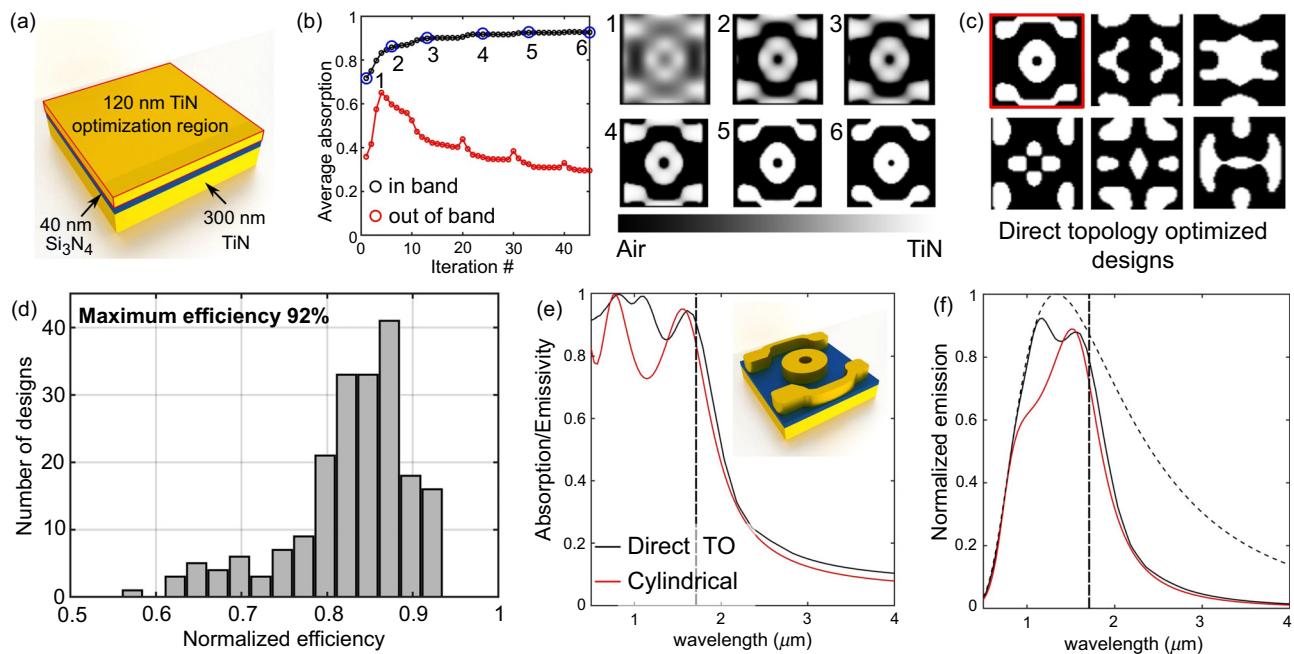 (a)
120 nm TiN
optimization region
40 nm
Si₃N₄
300 nm
TiN
(b)
Average absorption
1
0.8
0.6
0.4
0.2
0
0
10
20
30
40
Iteration #
1
2
3
4
5
6
in band
out of band
1
2
3
4
5
6
Air
TiN
(c)
Direct topology optimized
designs
(d)
Maximum efficiency 92%
Number of designs
40
30
20
10
0
0.5
0.6
0.7
0.8
0.9
1
Normalized efficiency
(e)
Absorption/Emissivity
1
0.8
0.6
0.4
0.2
0
1
2
3
4
Direct TO
Cylindrical
wavelength (μm)
(f)
Normalized emission
1
0.8
0.6
0.4
0.2
0
1
2
3
4
wavelength (μm)